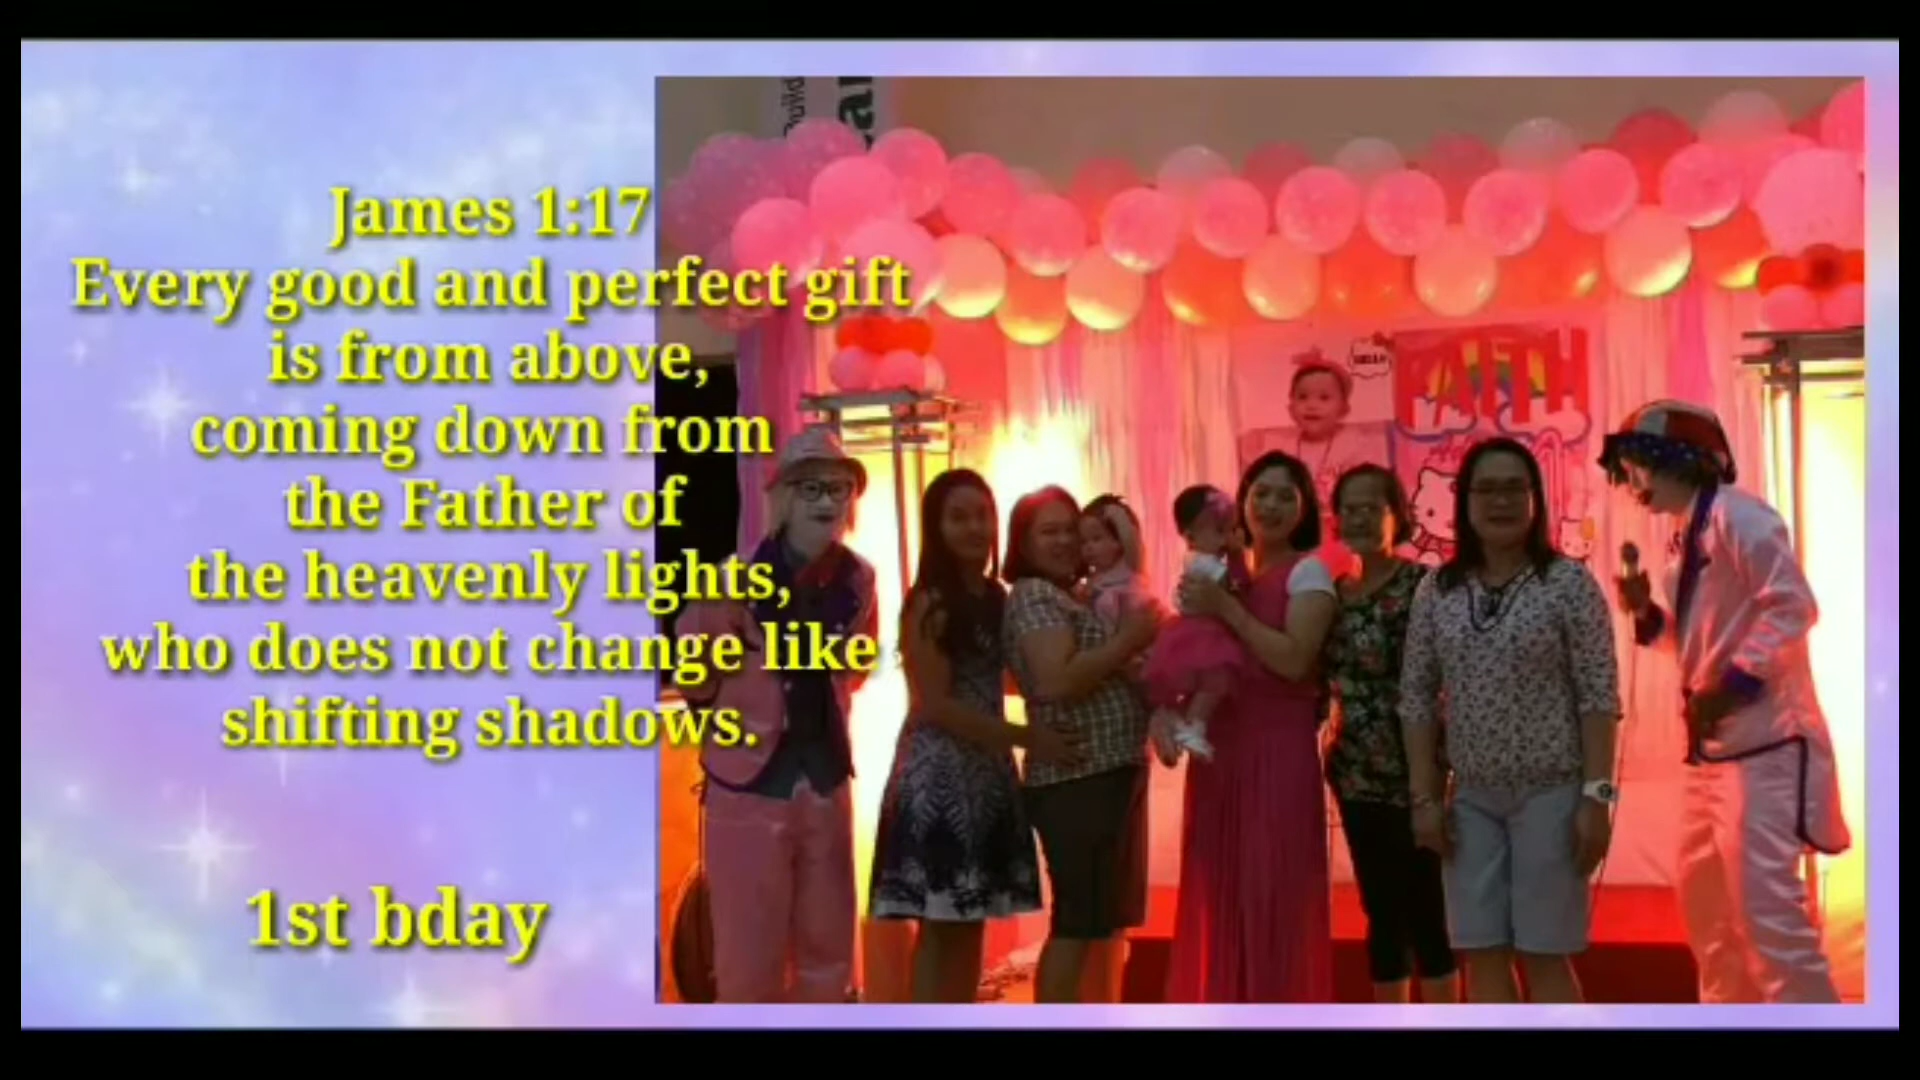 James 1:17
Every good and perfect gift
is from above,
coming down from
the Father of
the heavenly lights,
who does not change like
shifting shadows.
1st bday
FAITH